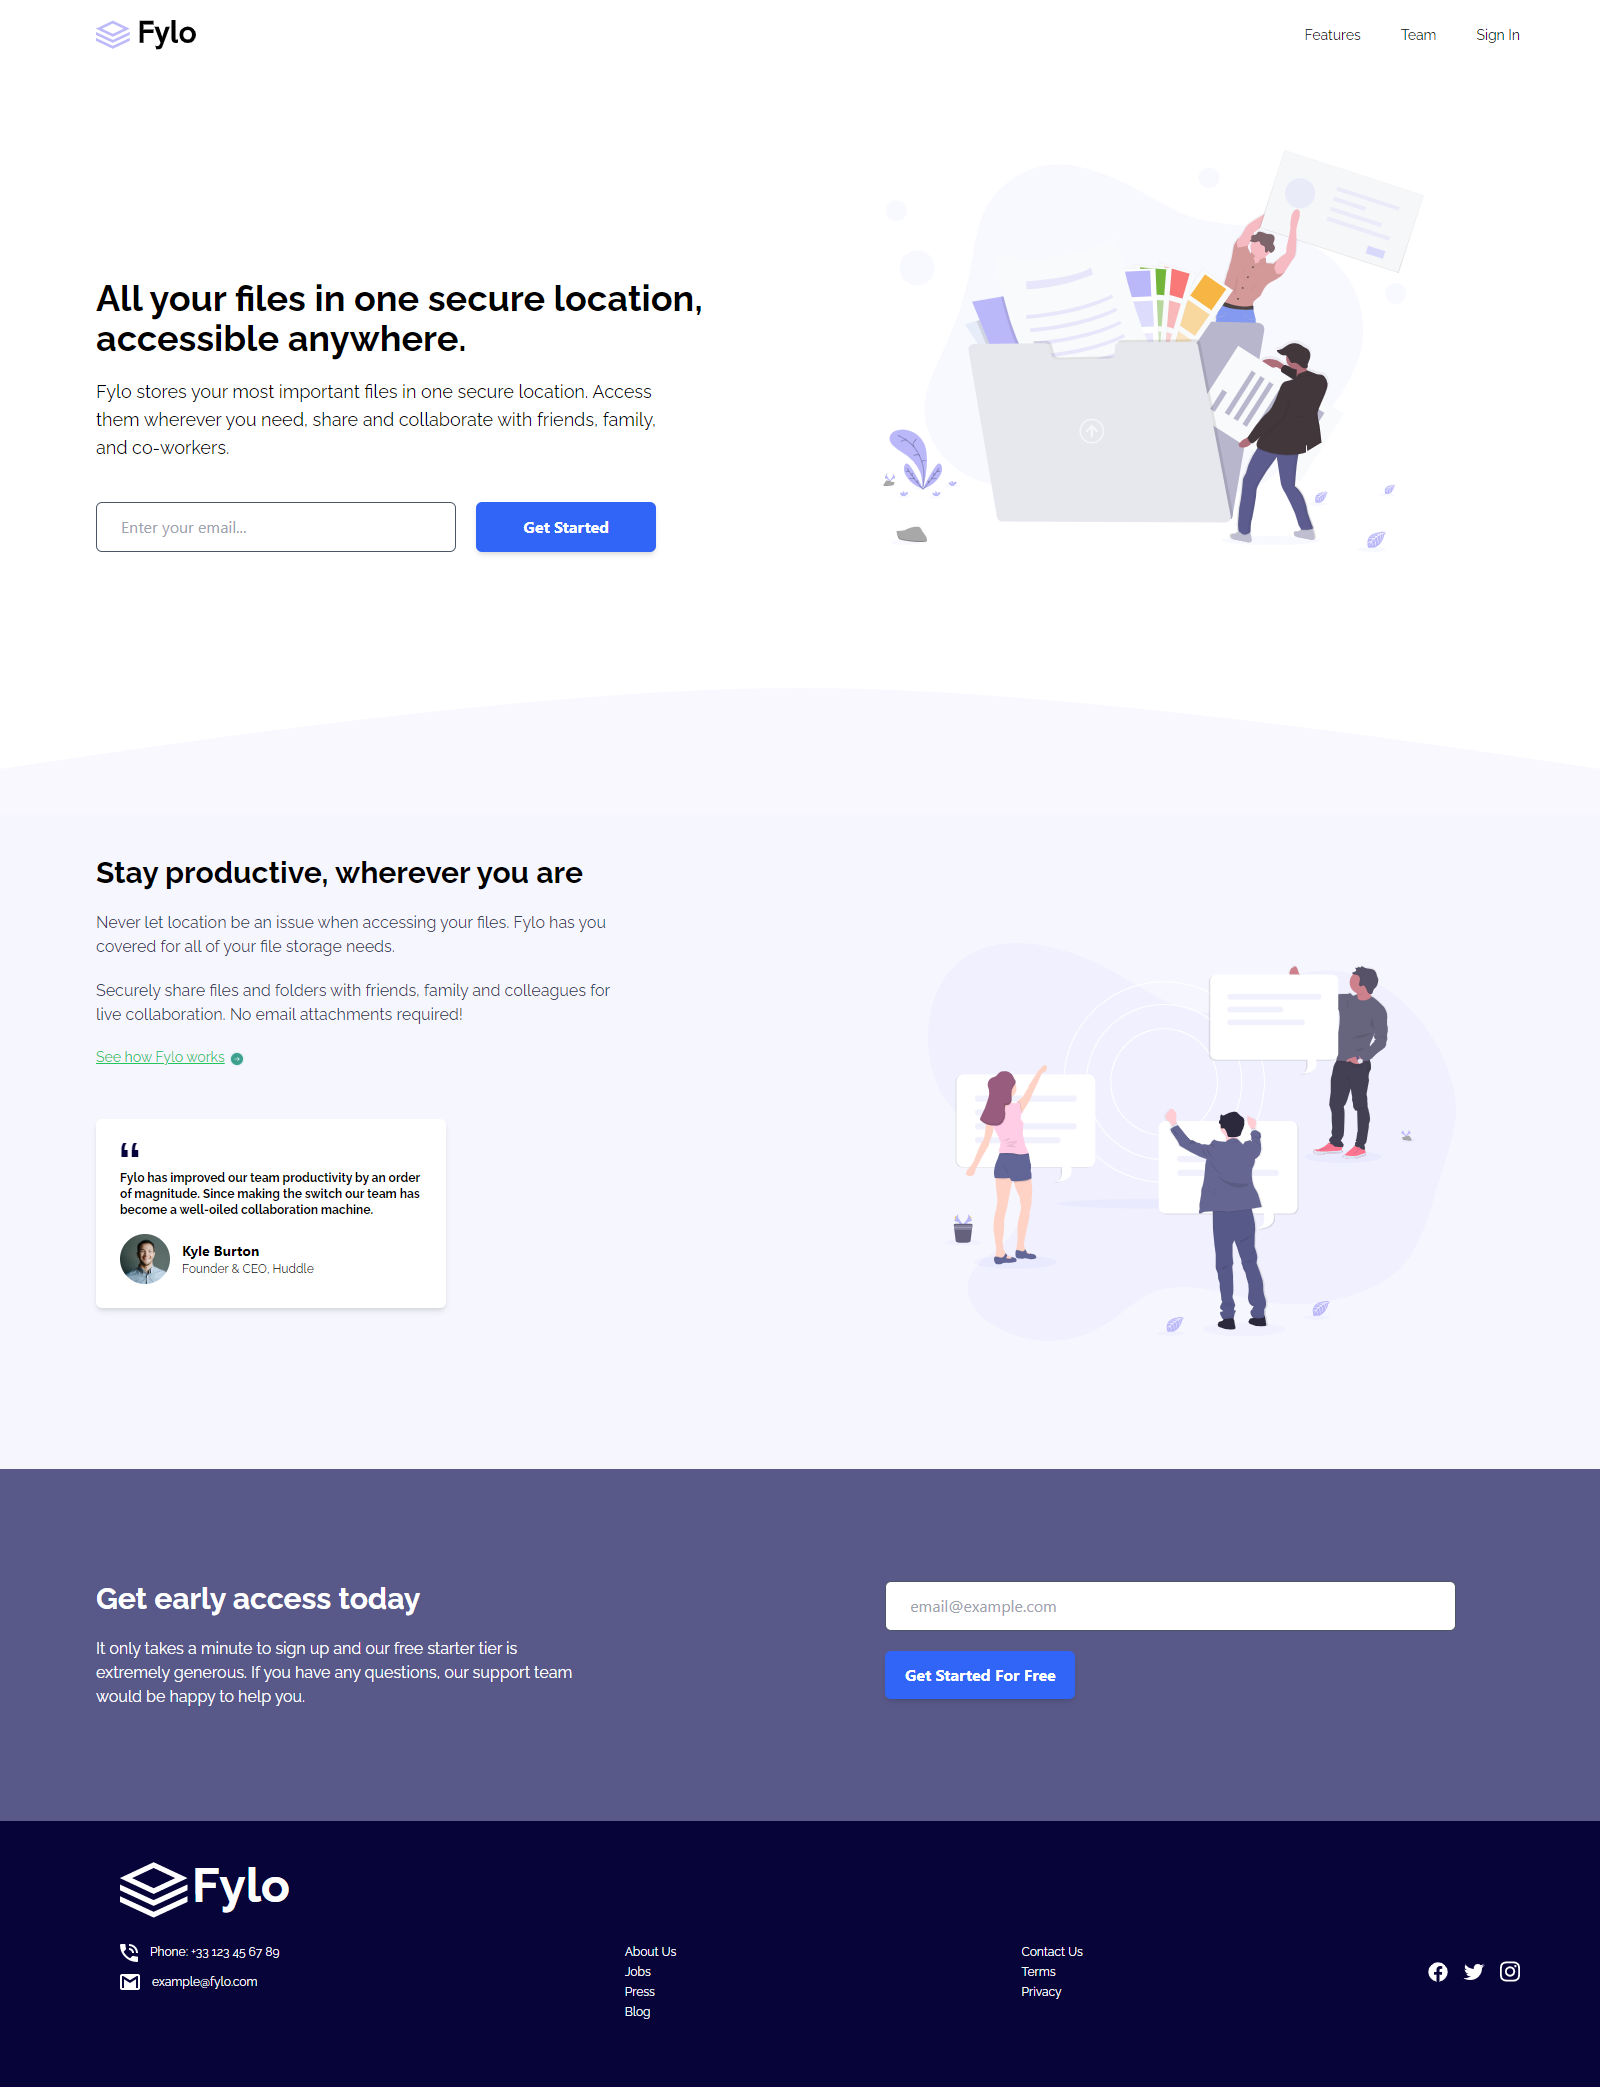 Fylo
Features
Team
Sign In
All your files in one secure location,
accessible anywhere.
Fylo stores your most important files in one secure location. Access
them wherever you need, share and collaborate with friends, family,
and co-workers.
Enter your email...
Get Started
Stay productive, wherever you are
Never let location be an issue when accessing your files. Fylo has you
covered for all of your file storage needs.
Securely share files and folders with friends, family and colleagues for
live collaboration. No email attachments required!
See how Fylo works
“
Fylo has improved our team productivity by an order
of magnitude. Since making the switch our team has
become a well-oiled collaboration machine.
Kyle Burton
Founder & CEO, Huddle
Get early access today
It only takes a minute to sign up and our free starter tier is
extremely generous. If you have any questions, our support team
would be happy to help you.
email@example.com
Get Started For Free
Fylo
Phone: +33 123 45 67 89
example@fylo.com
About Us
Jobs
Press
Blog
Contact Us
Terms
Privacy